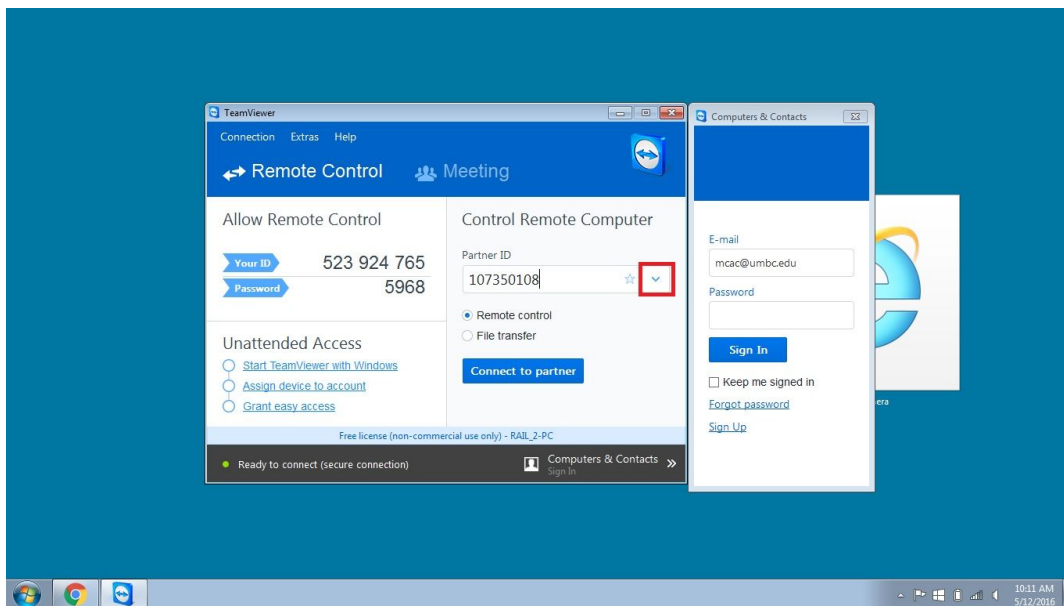 TeamViewer
Connection Extras Help
Remote Control Meeting
Allow Remote Control
Your ID 523 924 765
Password 5968
Unattended Access
Start TeamViewer with Windows
Assign device to account
Grant easy access
Control Remote Computer
Partner ID
107350108
Remote control
File transfer
Connect to partner
Free license (non-commercial use only) - RAIL_2-PC
Ready to connect (secure connection)
Computers & Contacts
Sign In
Computers & Contacts
E-mail
mcac@umbc.edu
Password
Sign In
Keep me signed in
Forgot password
Sign Up
era
10:11 AM
5/12/2016